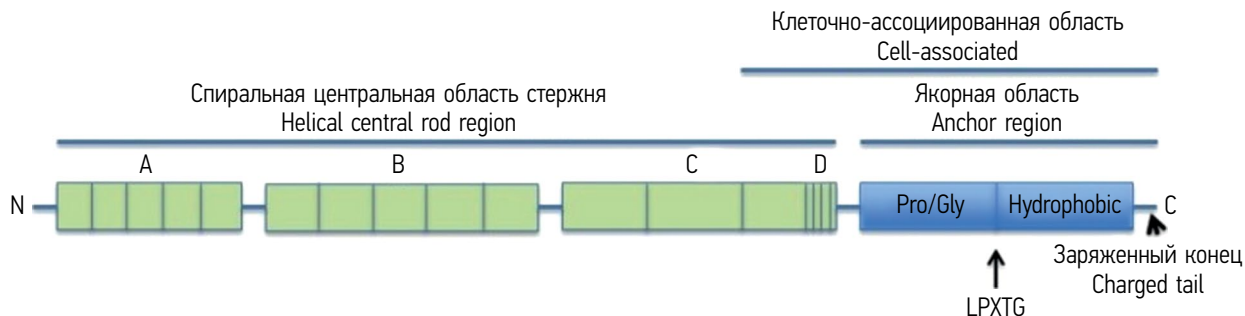 Клеточно-ассоциированная область
Cell-associated
Спиральная центральная область стержня
Helical central rod region
Якорная область
Anchor region
A
B
C
D
N
Pro/Gly
Hydrophobic
C
Заряженный конец
Charged tail
LPXTG